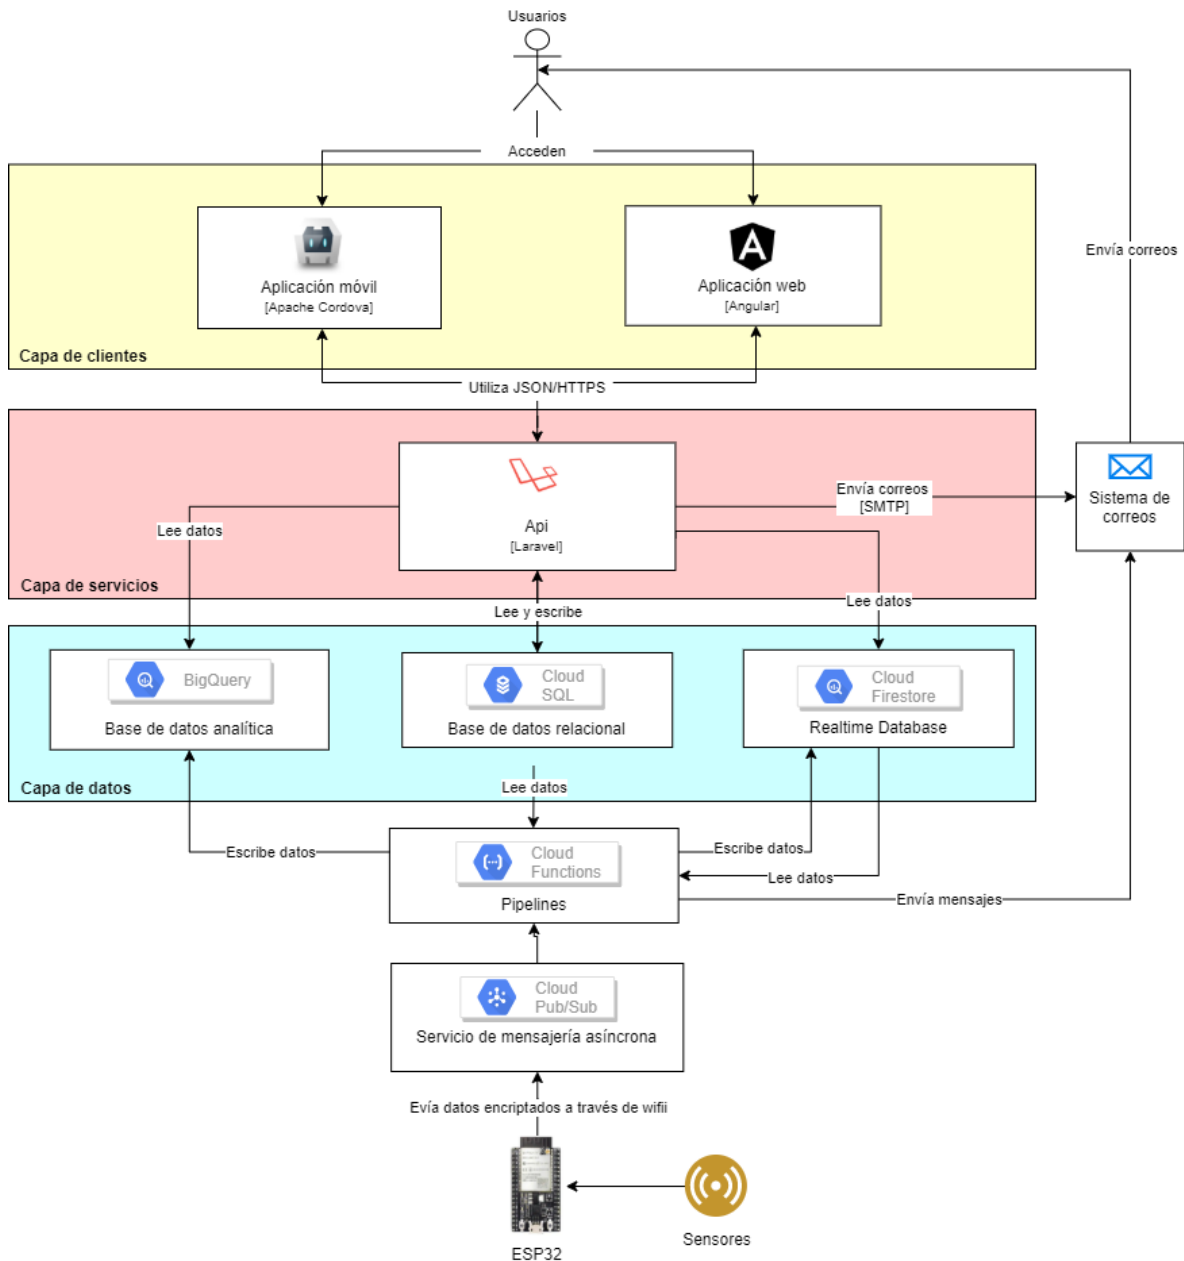 Usuarios
Acceden
Aplicación móvil
[Apache Cordova]
Aplicación web
[Angular]
Envía correos
Capa de clientes
Utiliza JSON/HTTPS
Api
[Laravel]
Envía correos
[SMTP]
Sistema de
correos
Lee datos
Capa de servicios
Lee y escribe
Lee datos
BigQuery
Base de datos analítica
Cloud
SQL
Base de datos relacional
Cloud
Firestore
Realtime Database
Capa de datos
Lee datos
Escribe datos
Cloud
Functions
Pipelines
Escribe datos
Lee datos
Envía mensajes
Cloud
Pub/Sub
Servicio de mensajería asíncrona
Evía datos encriptados a través de wifii
ESP32
Sensores